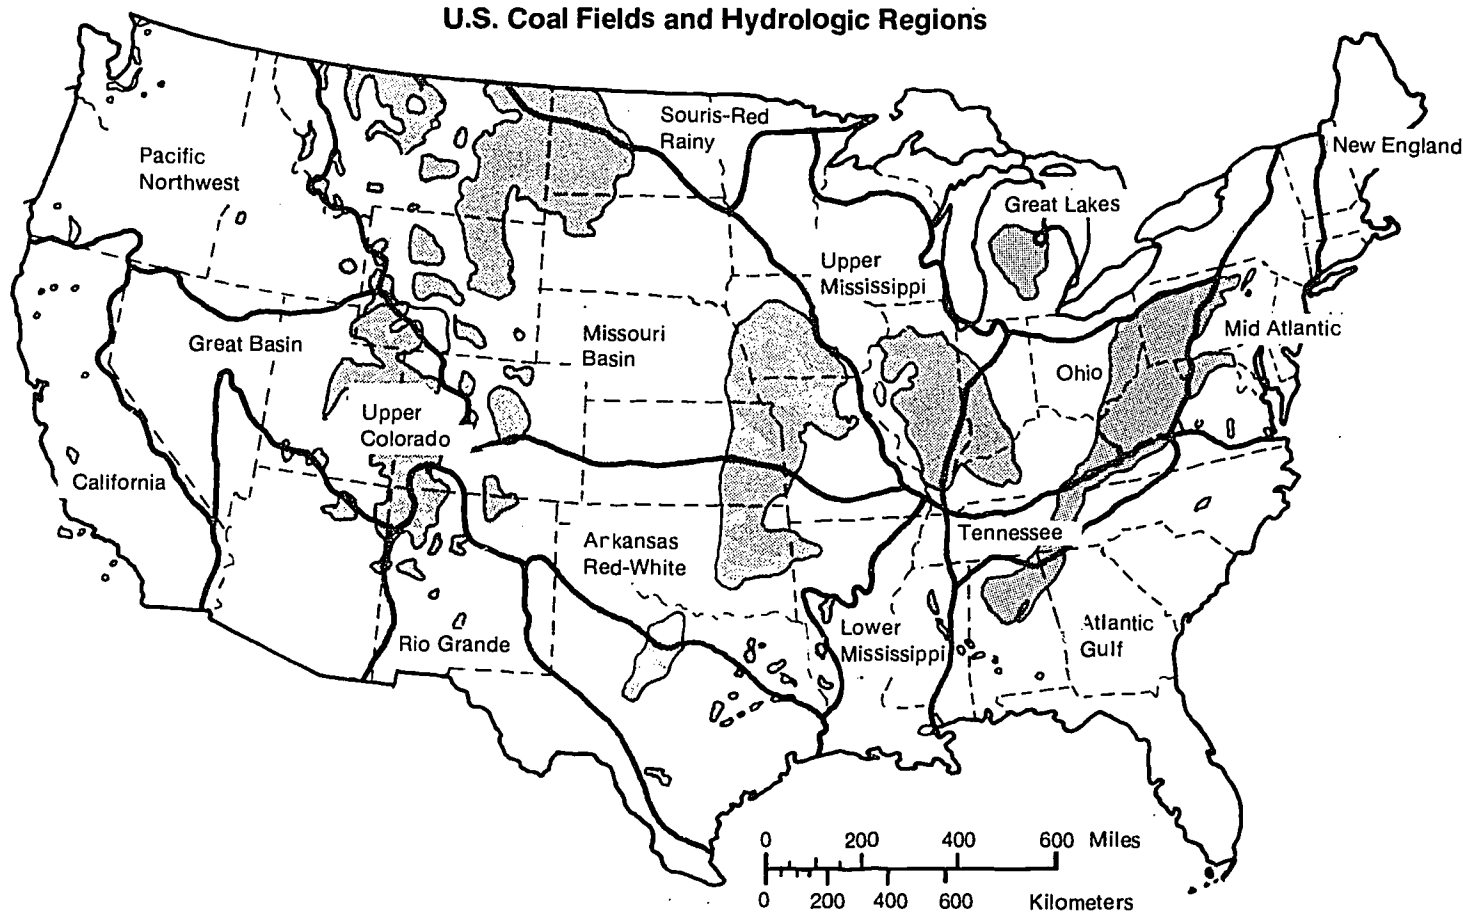 U.S. Coal Fields and Hydrologic Regions
Souris-Red
Rainy
New England
Pacific
Northwest
Great Lakes
Upper
Mississippi
Great Basin
Missouri
Basin
Mid Atlantic
Ohio
Upper
Colorado
California
Tennessee
Arkansas
Red-White
Rio Grande
Lower
Mississippi
Atlantic
Gulf
0 200 400 600 Miles
0 200 400 600 Kilometers